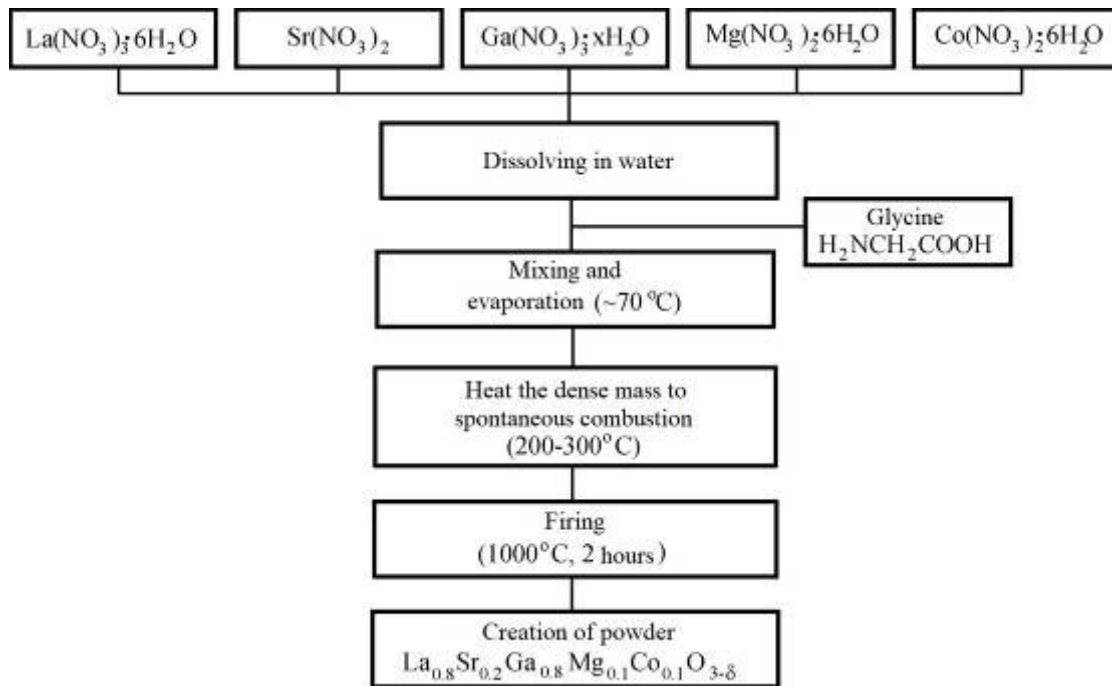 La(NO₃)₃·6H₂O
Sr(NO₃)₂
Ga(NO₃)₃·xH₂O
Mg(NO₃)₂·6H₂O
Co(NO₃)₂·6H₂O
Dissolving in water
Glycine
H₂NCH₂COOH
Mixing and
evaporation (~70 °C)
Heat the dense mass to
spontaneous combustion
(200-300°C)
Firing
(1000°C, 2 hours)
Creation of powder
La₀.₈Sr₀.₂Ga₀.₈Mg₀.₁Co₀.₁O₃₋δ